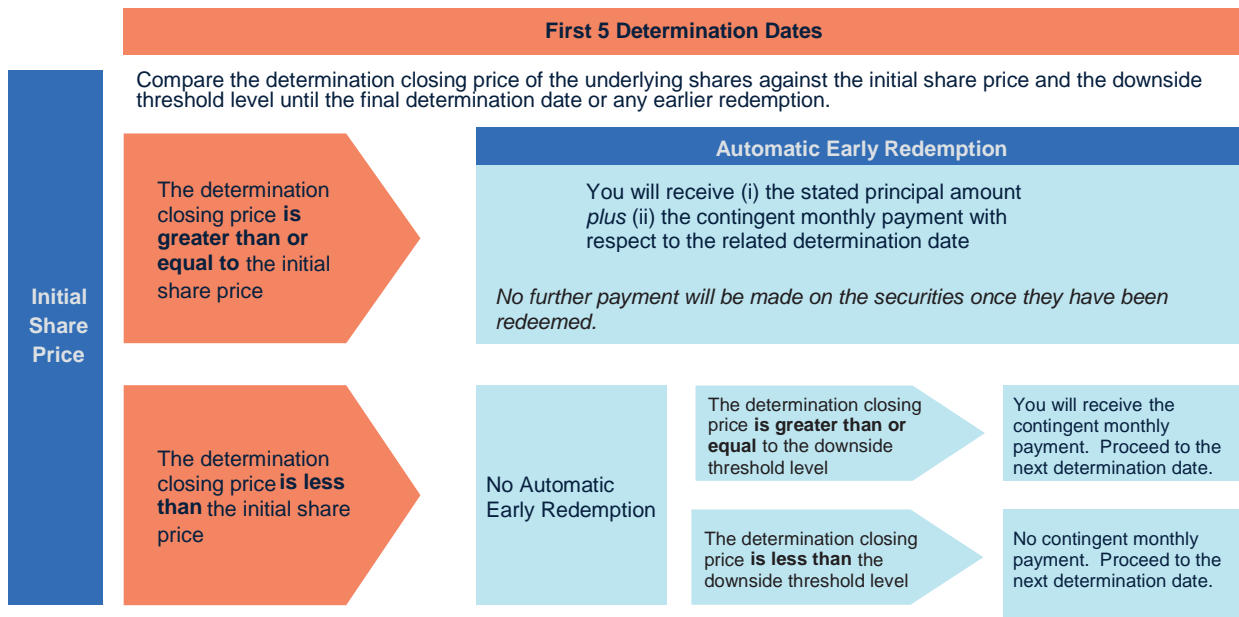 First 5 Determination Dates
Compare the determination closing price of the underlying shares against the initial share price and the downside
threshold level until the final determination date or any earlier redemption.
Initial
Share
Price
The determination
closing price is
greater than or
equal to the initial
share price
Automatic Early Redemption
You will receive (i) the stated principal amount
plus (ii) the contingent monthly payment with
respect to the related determination date
No further payment will be made on the securities once they have been
redeemed.
The determination
closing price is less
than the initial share
price
No Automatic
Early Redemption
The determination closing
price is greater than or
equal to the downside
threshold level
You will receive the
contingent monthly
payment. Proceed to the
next determination date.
The determination closing
price is less than the
downside threshold level
No contingent monthly
payment. Proceed to the
next determination date.